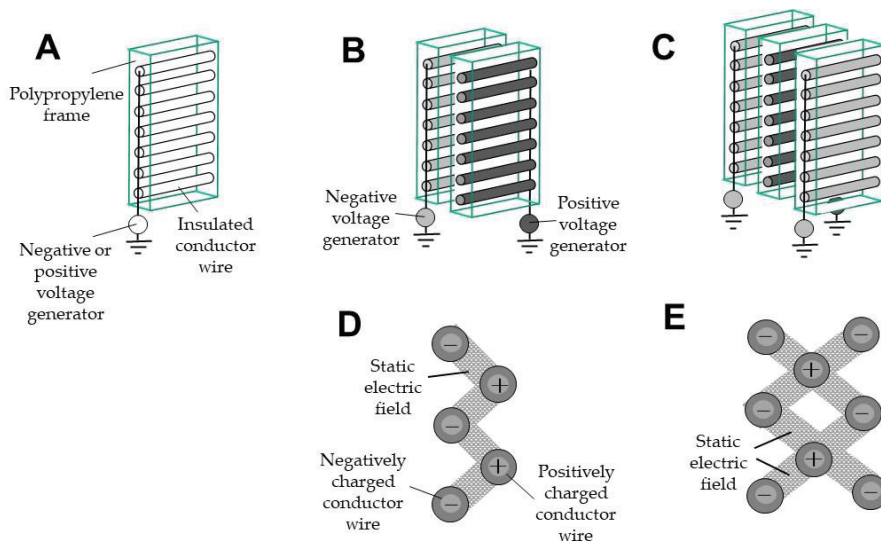 A
Polypropylene
frame
Insulated
conductor
wire
Negative or
positive
voltage
generator
B
Negative
voltage
generator
Positive
voltage
generator
C
D
Static
electric
field
Negatively
charged
conductor
wire
Positively
charged
conductor
wire
−
+
−
+
−
E
Static
electric
field
−
−
+
−
−
+
−
−